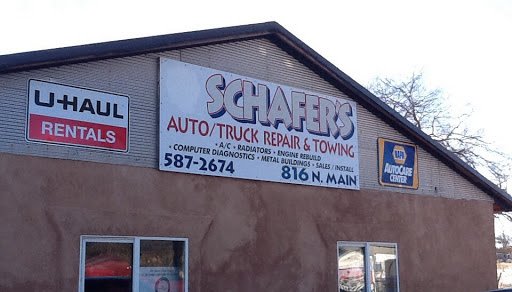 U-HAUL
RENTALS
SCHAFER'S
AUTO/TRUCK REPAIR & TOWING
• A/C • RADIATORS • ENGINE REBUILD
• COMPUTER DIAGNOSTICS • METAL BUILDINGS • SALES / INSTALL
587-2674
816 N. MAIN
NAPA
AUTOCARE
CENTER